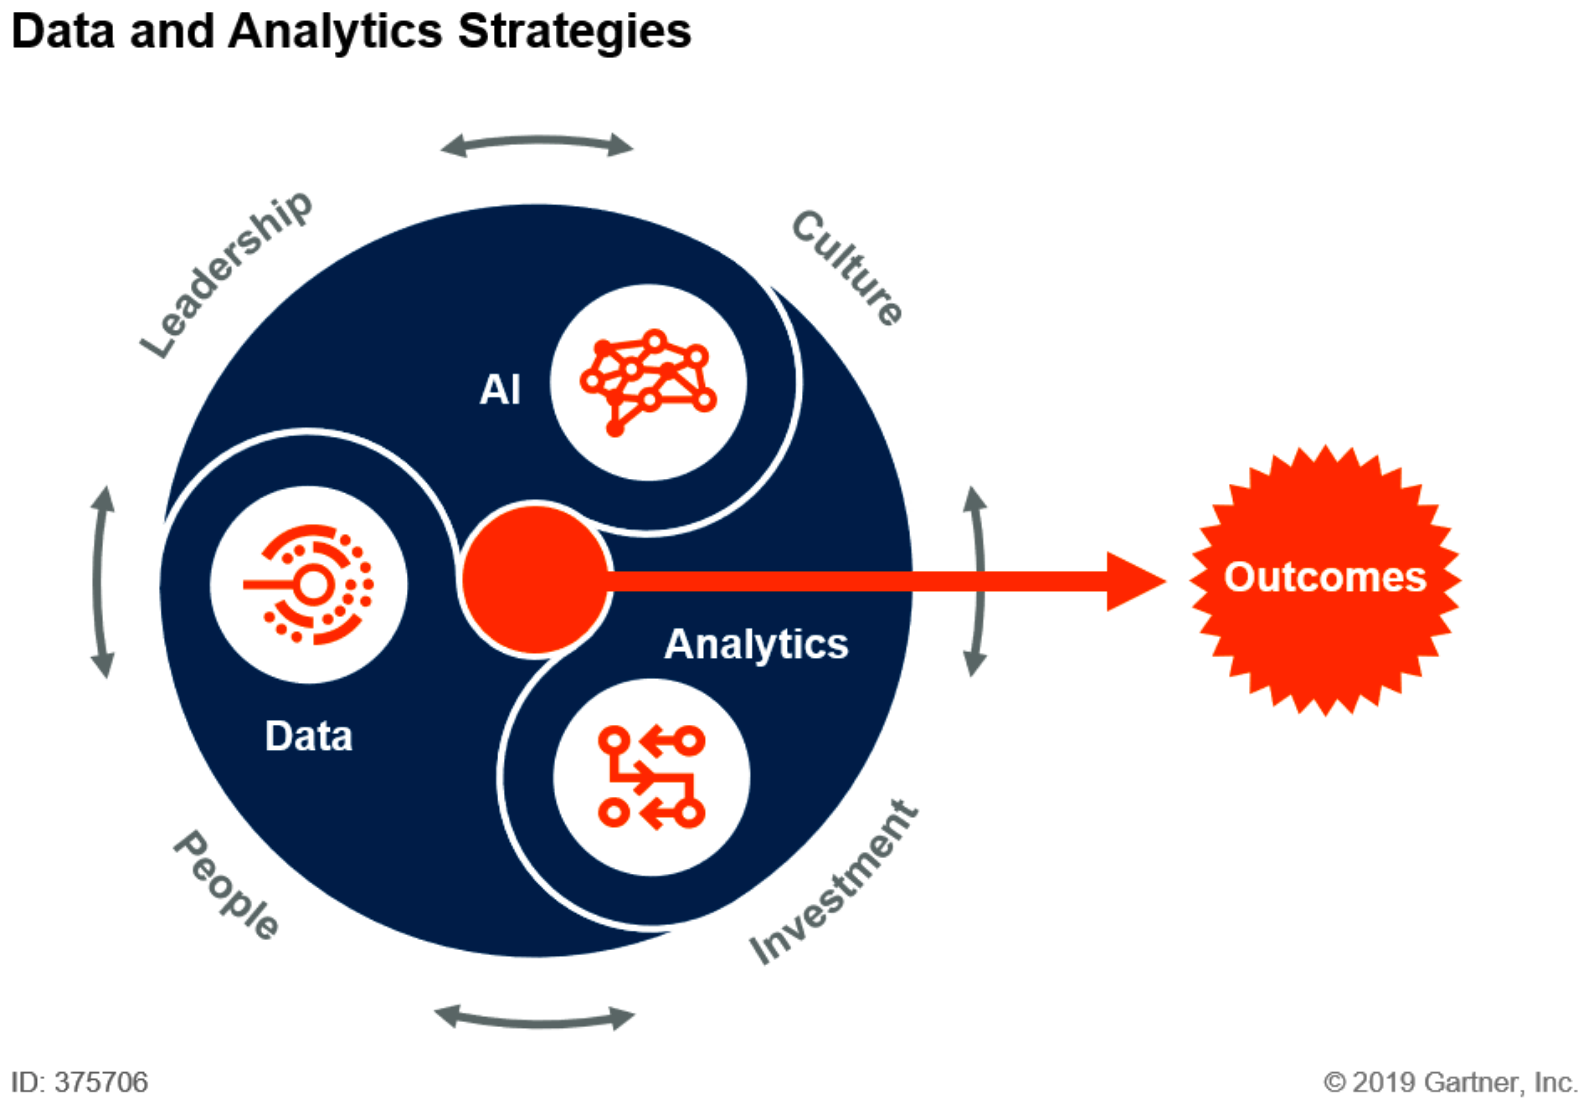 Data and Analytics Strategies
Leadership
Culture
AI
Data
Analytics
Outcomes
People
Investment
ID: 375706
© 2019 Gartner, Inc.